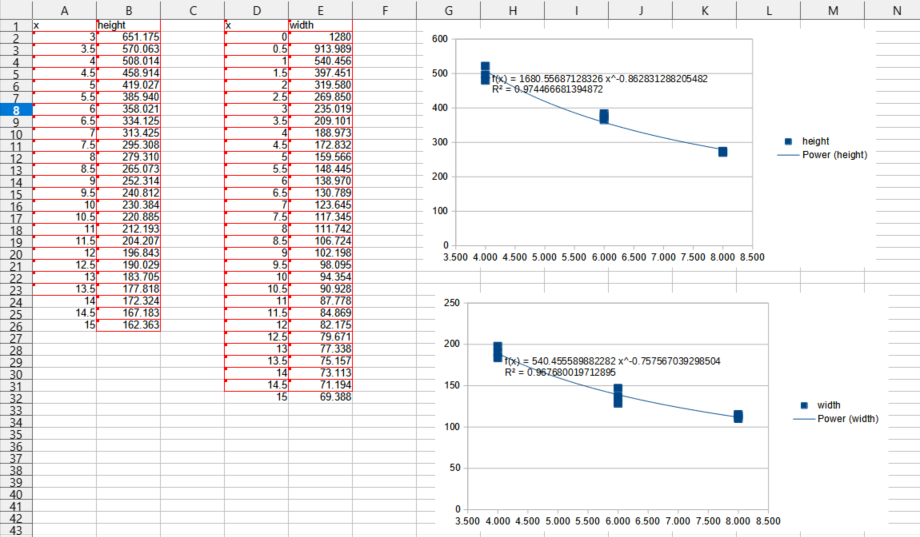 A B C D E F G H I J K L M N
1 x height x width
2 3 651.175 0 1280
3 3.5 570.063 0.5 913.989
4 4 508.014 1 540.456
5 4.5 458.914 1.5 397.451
6 5 419.027 2 319.580
7 5.5 385.940 2.5 269.850
8 6 358.021 3 235.019
9 6.5 334.125 3.5 209.101
10 7 313.425 4 188.973
11 7.5 295.308 4.5 172.832
12 8 279.310 5 159.566
13 8.5 265.073 5.5 148.445
14 9 252.314 6 138.970
15 9.5 240.812 6.5 130.789
16 10 230.384 7 123.645
17 10.5 220.885 7.5 117.345
18 11 212.193 8 111.742
19 11.5 204.207 8.5 106.724
20 12 196.843 9 102.198
21 12.5 190.029 9.5 98.095
22 13 183.705 10 94.354
23 13.5 177.818 10.5 90.928
24 14 172.324 11 87.778
25 14.5 167.183 11.5 84.869
26 15 162.363 12 82.175
27 12.5 79.671
28 13 77.338
29 13.5 75.157
30 14 73.113
31 14.5 71.194
32 15 69.388
33
34
35
36
37
38
39
40
41
42
43
600
500
400
300
200
100
0
f(x) = 1680.55687128326 x^-0.862831288205482
R² = 0.974466681394872
height
Power (height)
3.500 4.000 4.500 5.000 5.500 6.000 6.500 7.000 7.500 8.000 8.500
250
200
150
100
50
0
f(x) = 540.455589882282 x^-0.757567039298504
R² = 0.967680019712895
width
Power (width)
3.500 4.000 4.500 5.000 5.500 6.000 6.500 7.000 7.500 8.000 8.500